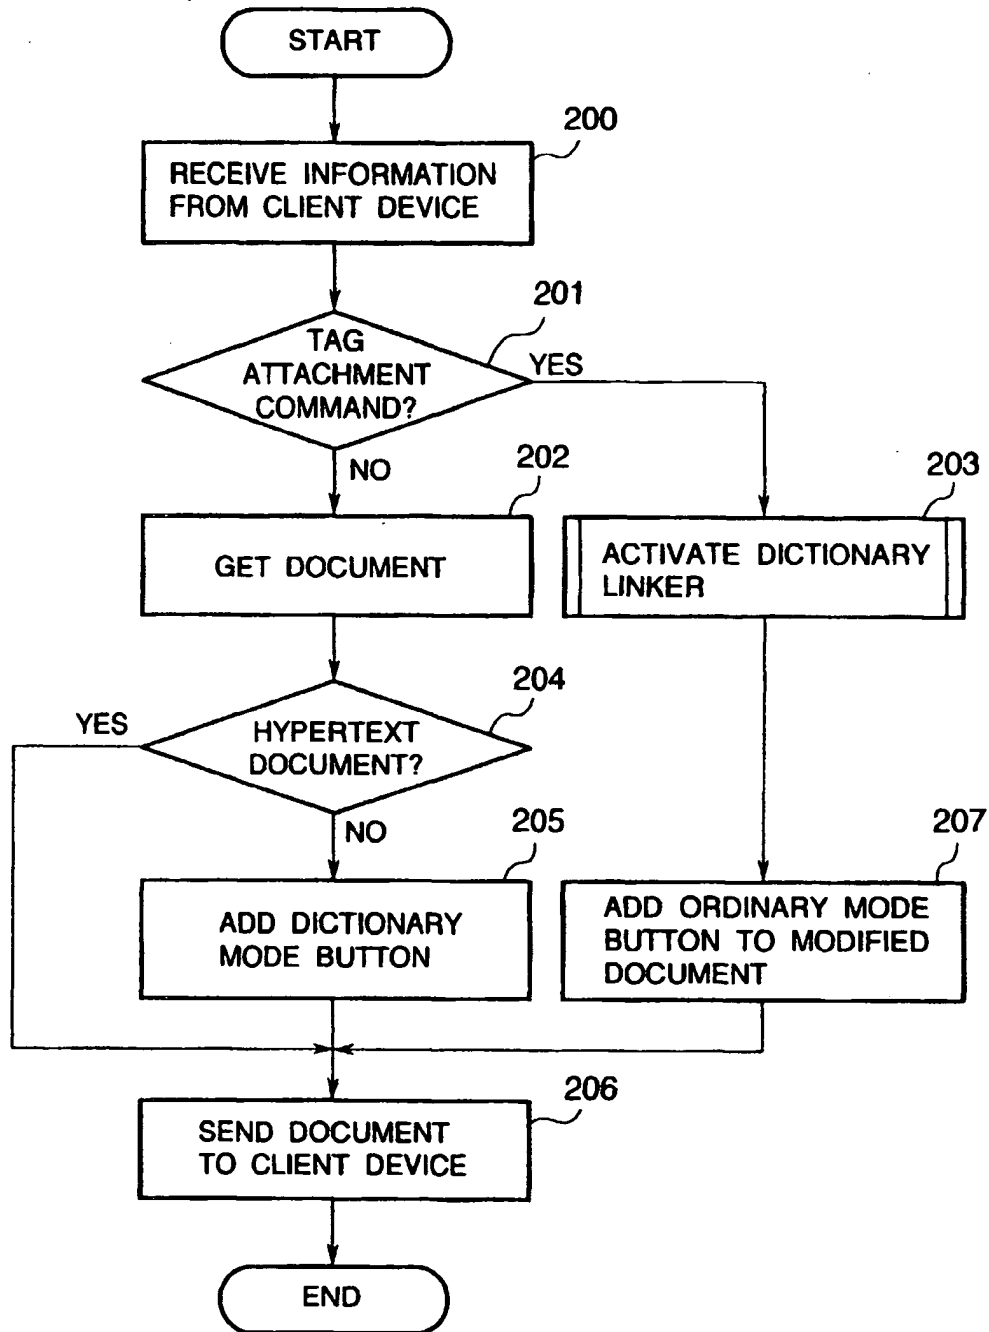 START
200
RECEIVE INFORMATION
FROM CLIENT DEVICE
201
TAG
ATTACHMENT
COMMAND?
YES
NO
202
203
GET DOCUMENT
ACTIVATE DICTIONARY
LINKER
204
YES
HYPERTEXT
DOCUMENT?
NO
205
207
ADD DICTIONARY
MODE BUTTON
ADD ORDINARY MODE
BUTTON TO MODIFIED
DOCUMENT
206
SEND DOCUMENT
TO CLIENT DEVICE
END